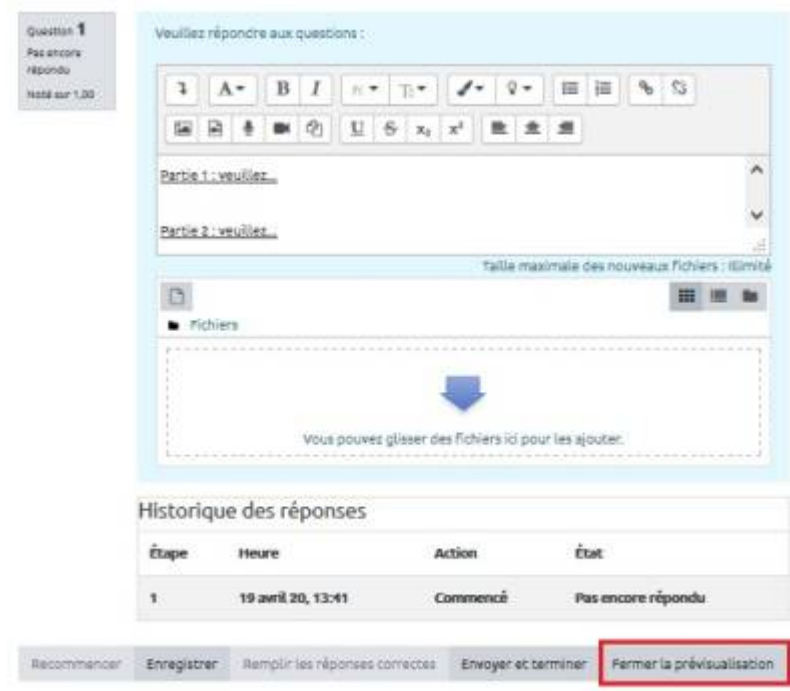 Question 1
Pas encore
répondu
Noté sur 1,00
Veuillez répondre aux questions :
Partie 1 : veuillez...
Partie 2 : veuillez...
Taille maximale des nouveaux fichiers : Illimité
Fichiers
Vous pouvez glisser des fichiers ici pour les ajouter.
Historique des réponses
Étape Heure Action État
1 19 avril 20, 13:41 Commencé Pas encore répondu
Recommencer Enregistrer Remplir les réponses correctes Envoyer et terminer Fermer la prévisualisation